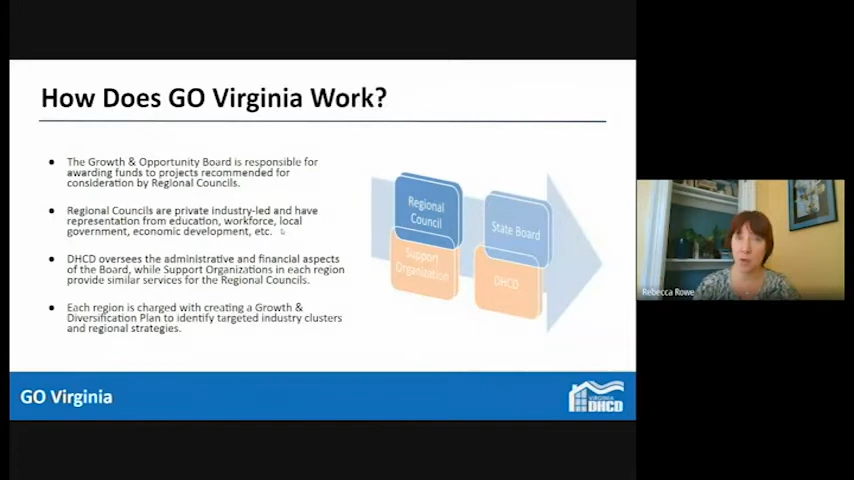 How Does GO Virginia Work?
The Growth & Opportunity Board is responsible for
awarding funds to projects recommended for
consideration by Regional Councils.
Regional Councils are private industry-led and have
representation from education, workforce, local
government, economic development, etc.
DHCD oversees the administrative and financial aspects
of the Board, while Support Organizations in each region
provide similar services for the Regional Councils.
Each region is charged with creating a Growth &
Diversification Plan to identify targeted industry clusters
and regional strategies.
Regional
Council
Support
Organization
State Board
DHCD
GO Virginia
VIRGINIA
DHCD
Rebecca Rowe